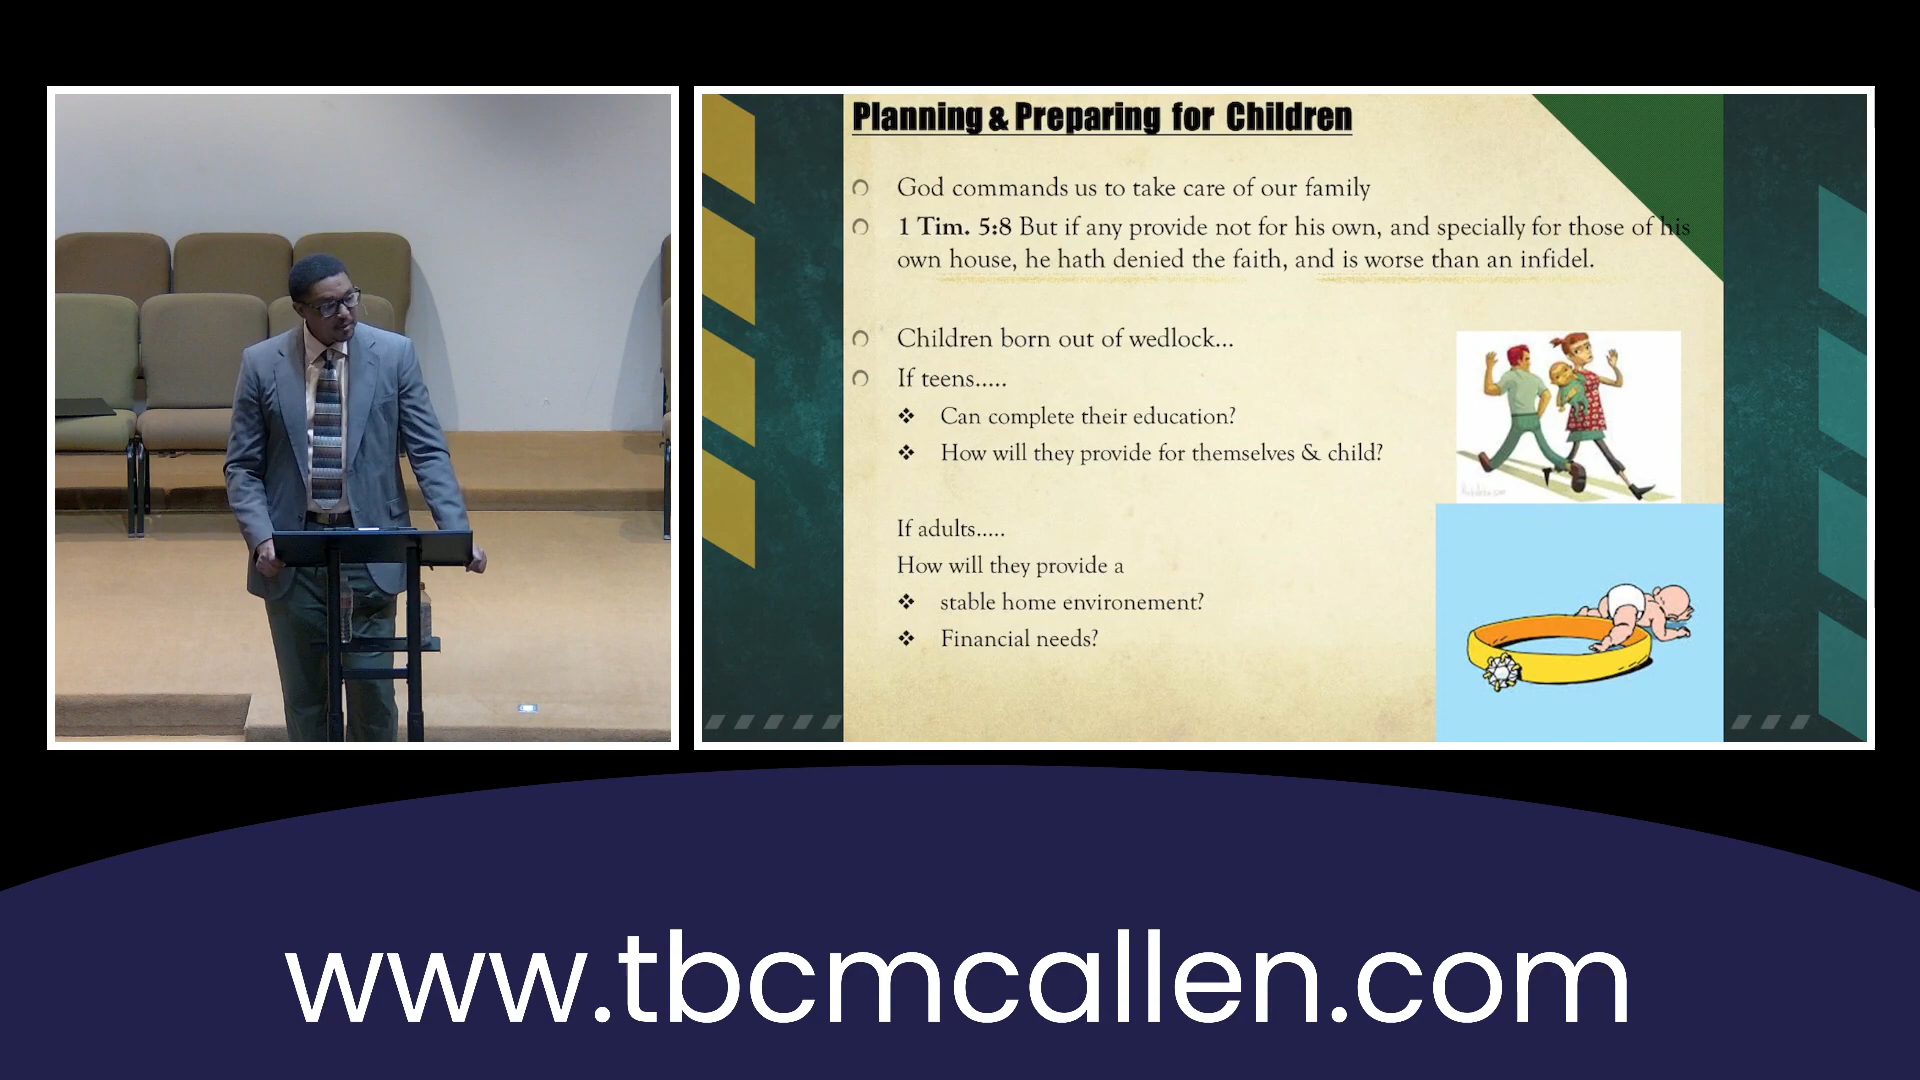 Planning & Preparing for Children
God commands us to take care of our family
1 Tim. 5:8 But if any provide not for his own, and specially for those of his
own house, he hath denied the faith, and is worse than an infidel.
Children born out of wedlock...
If teens.....
Can complete their education?
How will they provide for themselves & child?
If adults.....
How will they provide a
stable home environement?
Financial needs?
www.tbcmcallen.com